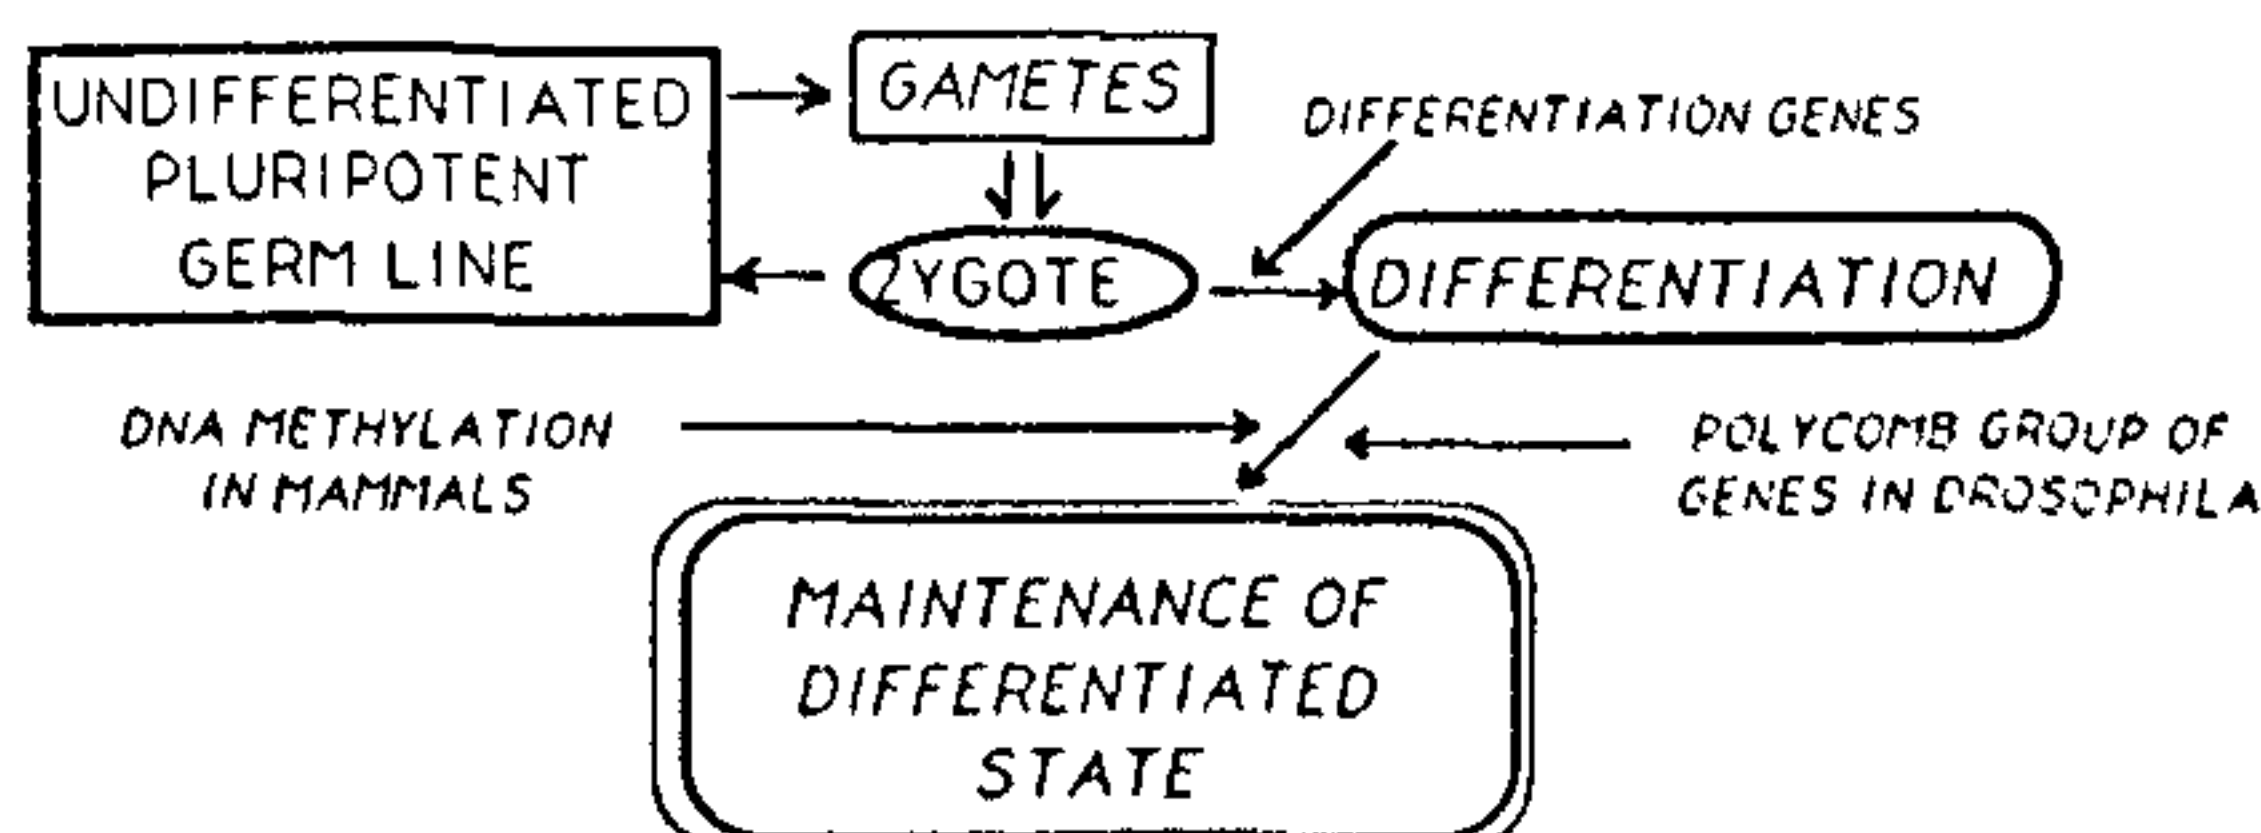 UNDIFFERENTIATED
PLURIPOTENT
GERM LINE
GAMETES
DIFFERENTIATION GENES
ZYGOTE
DIFFERENTIATION
DNA METHYLATION
IN MAMMALS
POLYCOMB GROUP OF
GENES IN DROSOPHILA
MAINTENANCE OF
DIFFERENTIATED
STATE